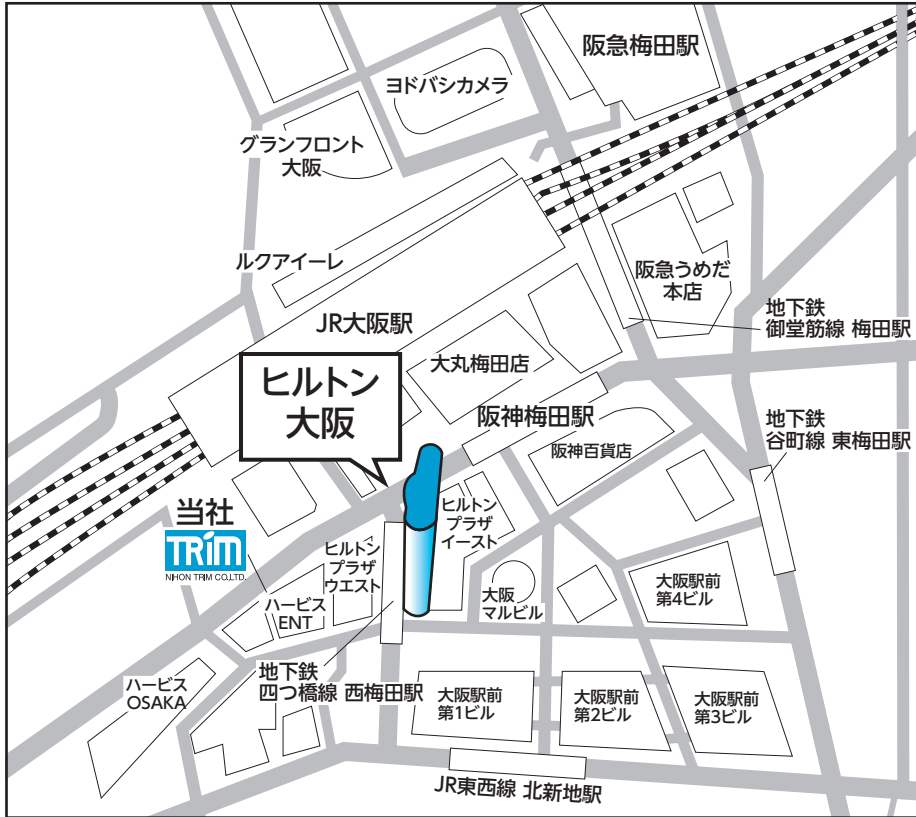 阪急梅田駅
ヨドバシカメラ
グランフロント
大阪
ルクアイーレ
阪急うめだ
本店
地下鉄
御堂筋線 梅田駅
JR大阪駅
大丸梅田店
ヒルトン
大阪
阪神梅田駅
阪神百貨店
地下鉄
谷町線 東梅田駅
当社
TRIM
NIHON TRIM CO.,LTD.
ヒルトン
プラザ
イースト
ヒルトン
プラザ
ウエスト
大阪
マルビル
大阪駅前
第4ビル
ハービス
ENT
地下鉄
四つ橋線 西梅田駅
ハービス
OSAKA
大阪駅前
第1ビル
大阪駅前
第2ビル
大阪駅前
第3ビル
JR東西線 北新地駅